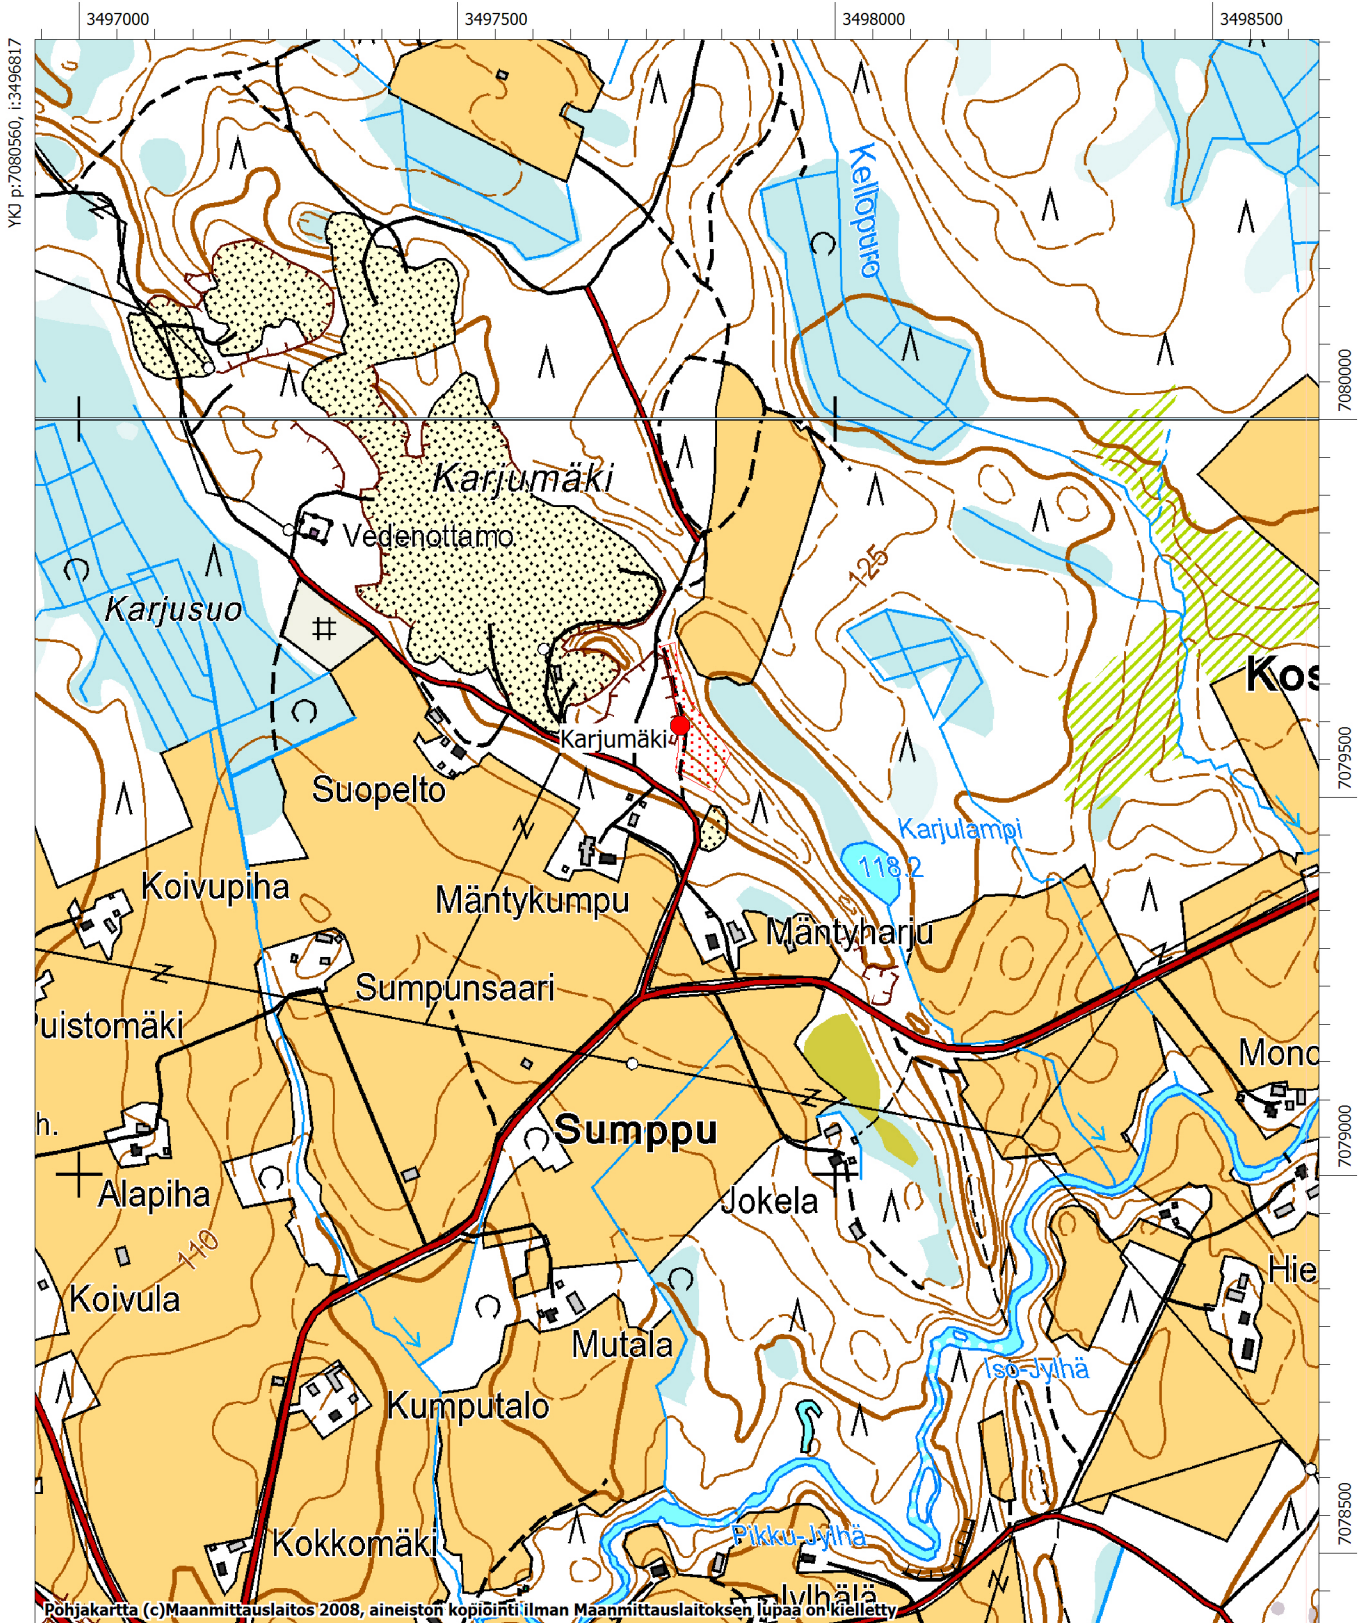 3497000
3497500
3498000
3498500
YKJ p:7080560, i:3496817
Kellopuro
7080000
Karjumäki
Vedenottamo
125
Karjusuo
Kos
Karjumäki
7079500
Suopelto
Karjulampi
118.2
Koivupiha
Mäntykumpu
Mäntyharju
Sumpunsaari
uistomäki
Mono
h.
Sumppu
7079000
Alapiha
Jokela
110
Hie
Koivula
Mutala
Iso-Jylhä
Kumputalo
7078500
Pikku-Jylhä
Kokkomäki
Jylhälä
Pohjakartta (c)Maanmittauslaitos 2008, aineiston kopiointi ilman Maanmittauslaitoksen lupaa on kielletty